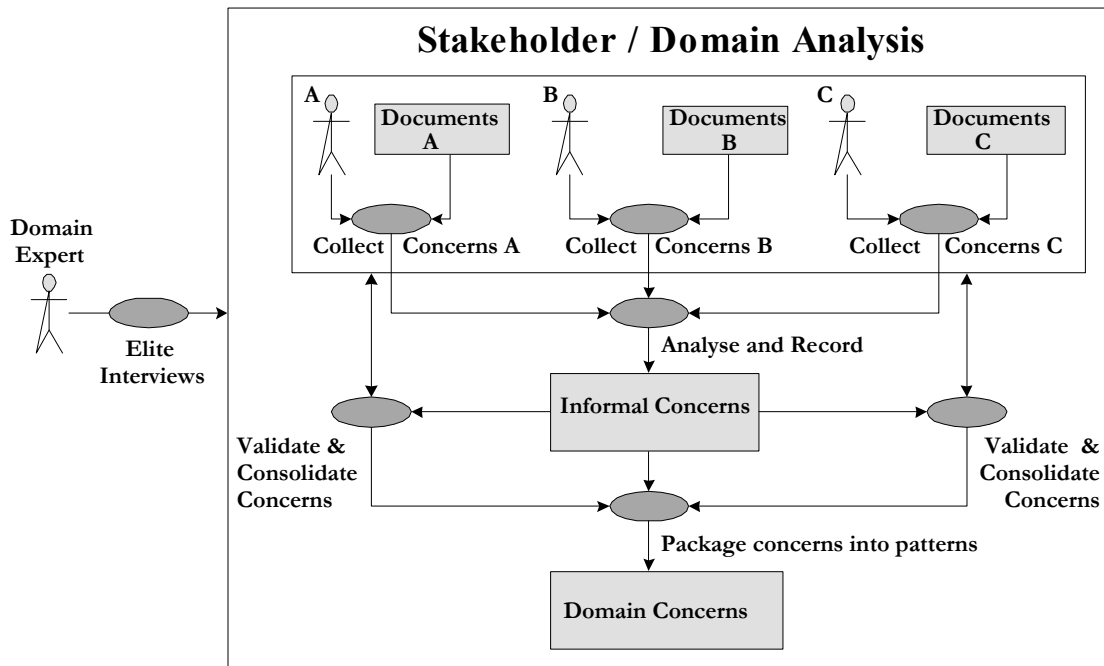 Stakeholder / Domain Analysis
A
Documents
A
B
Documents
B
C
Documents
C
Collect Concerns A
Collect Concerns B
Collect Concerns C
Domain
Expert
Elite
Interviews
Analyse and Record
Informal Concerns
Validate &
Consolidate
Concerns
Validate &
Consolidate
Concerns
Package concerns into patterns
Domain Concerns